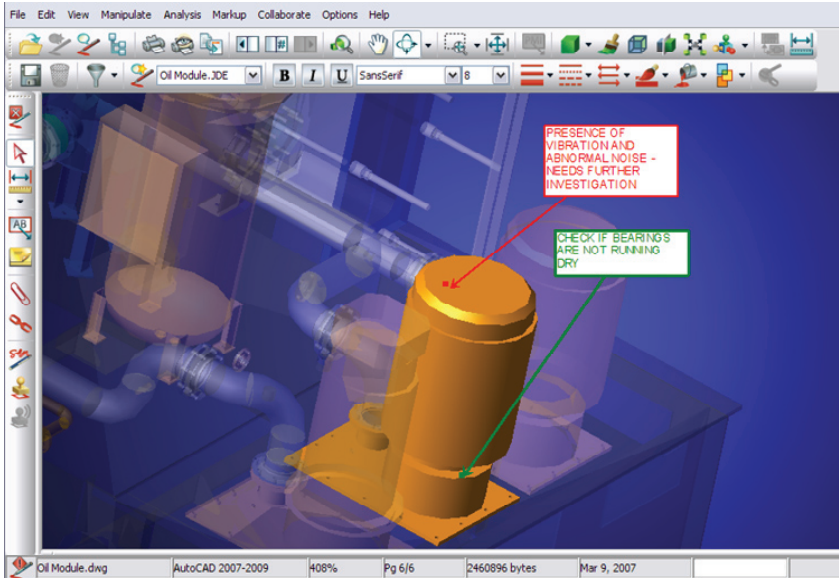 File Edit View Manipulate Analysis Markup Collaborate Options Help
Oil Module.JDE B I U SansSerif 8
PRESENCE OF
VIBRATION AND
ABNORMAL NOISE -
NEEDS FURTHER
INVESTIGATION
CHECK IF BEARINGS
ARE NOT RUNNING
DRY
AB
Oil Module.dwg AutoCAD 2007-2009 408% Pg 6/6 2460896 bytes Mar 9, 2007